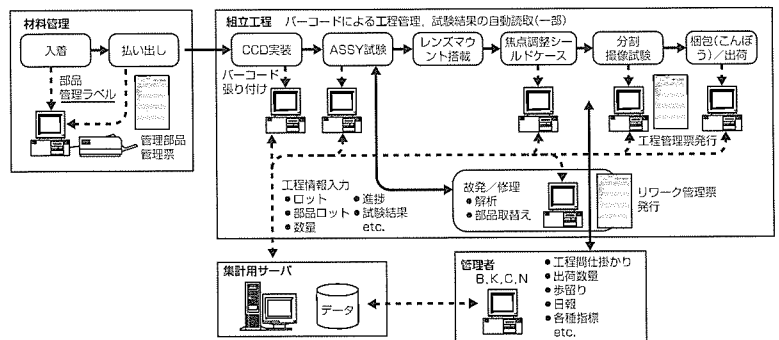 材料管理
入着
払い出し
部品
管理ラベル
管理部品
管理票
組立工程 バーコードによる工程管理,試験結果の自動読取(一部)
CCD実装
ASSY試験
レンズマウ
ント搭載
焦点調整シー
ルドケース
分割
撮像試験
梱包(こんぽ
う)/出荷
バーコード
張り付け
工程管理票発行
工程情報入力
●ロット ●進捗
●部品ロット ●試験結果
●数量 etc.
故発/修理
●解析
●部品取替え
リワーク管理票
発行
集計用サーバ
データ
管理者
B,K,C,N
●工程間仕掛かり
●出荷数量
●歩留り
●日報
●各種指標
etc.